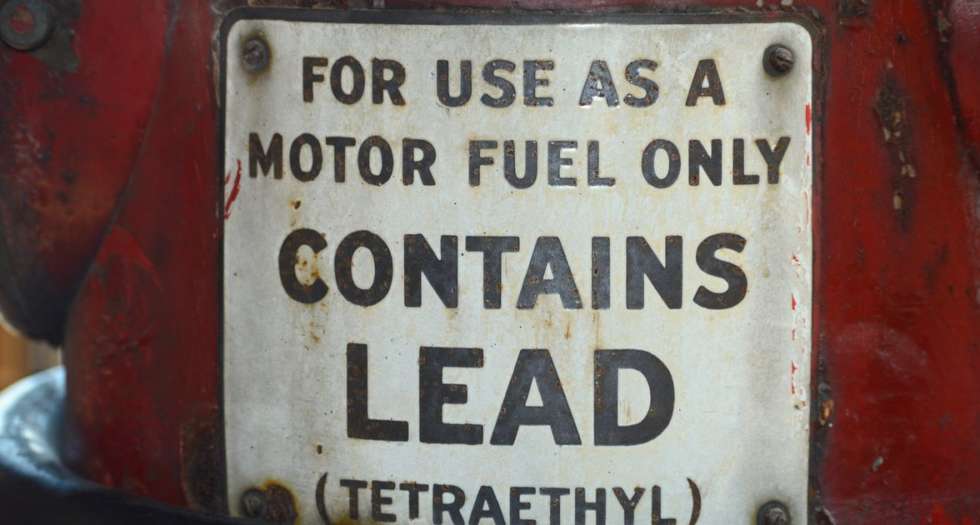 FOR USE AS A
MOTOR FUEL ONLY
CONTAINS
LEAD
(TETRAETHYL)